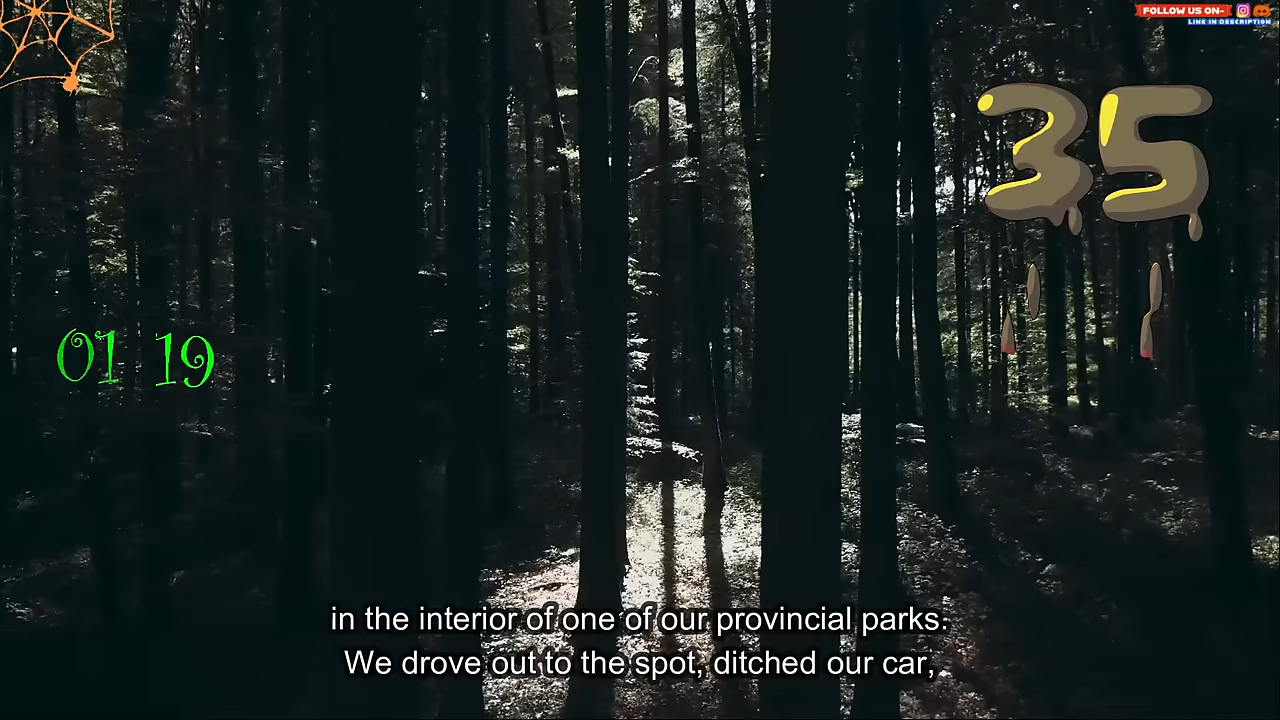 FOLLOW US ON-
LINK IN DESCRIPTION
35
01 19
in the interior of one of our provincial parks.
We drove out to the spot, ditched our car,